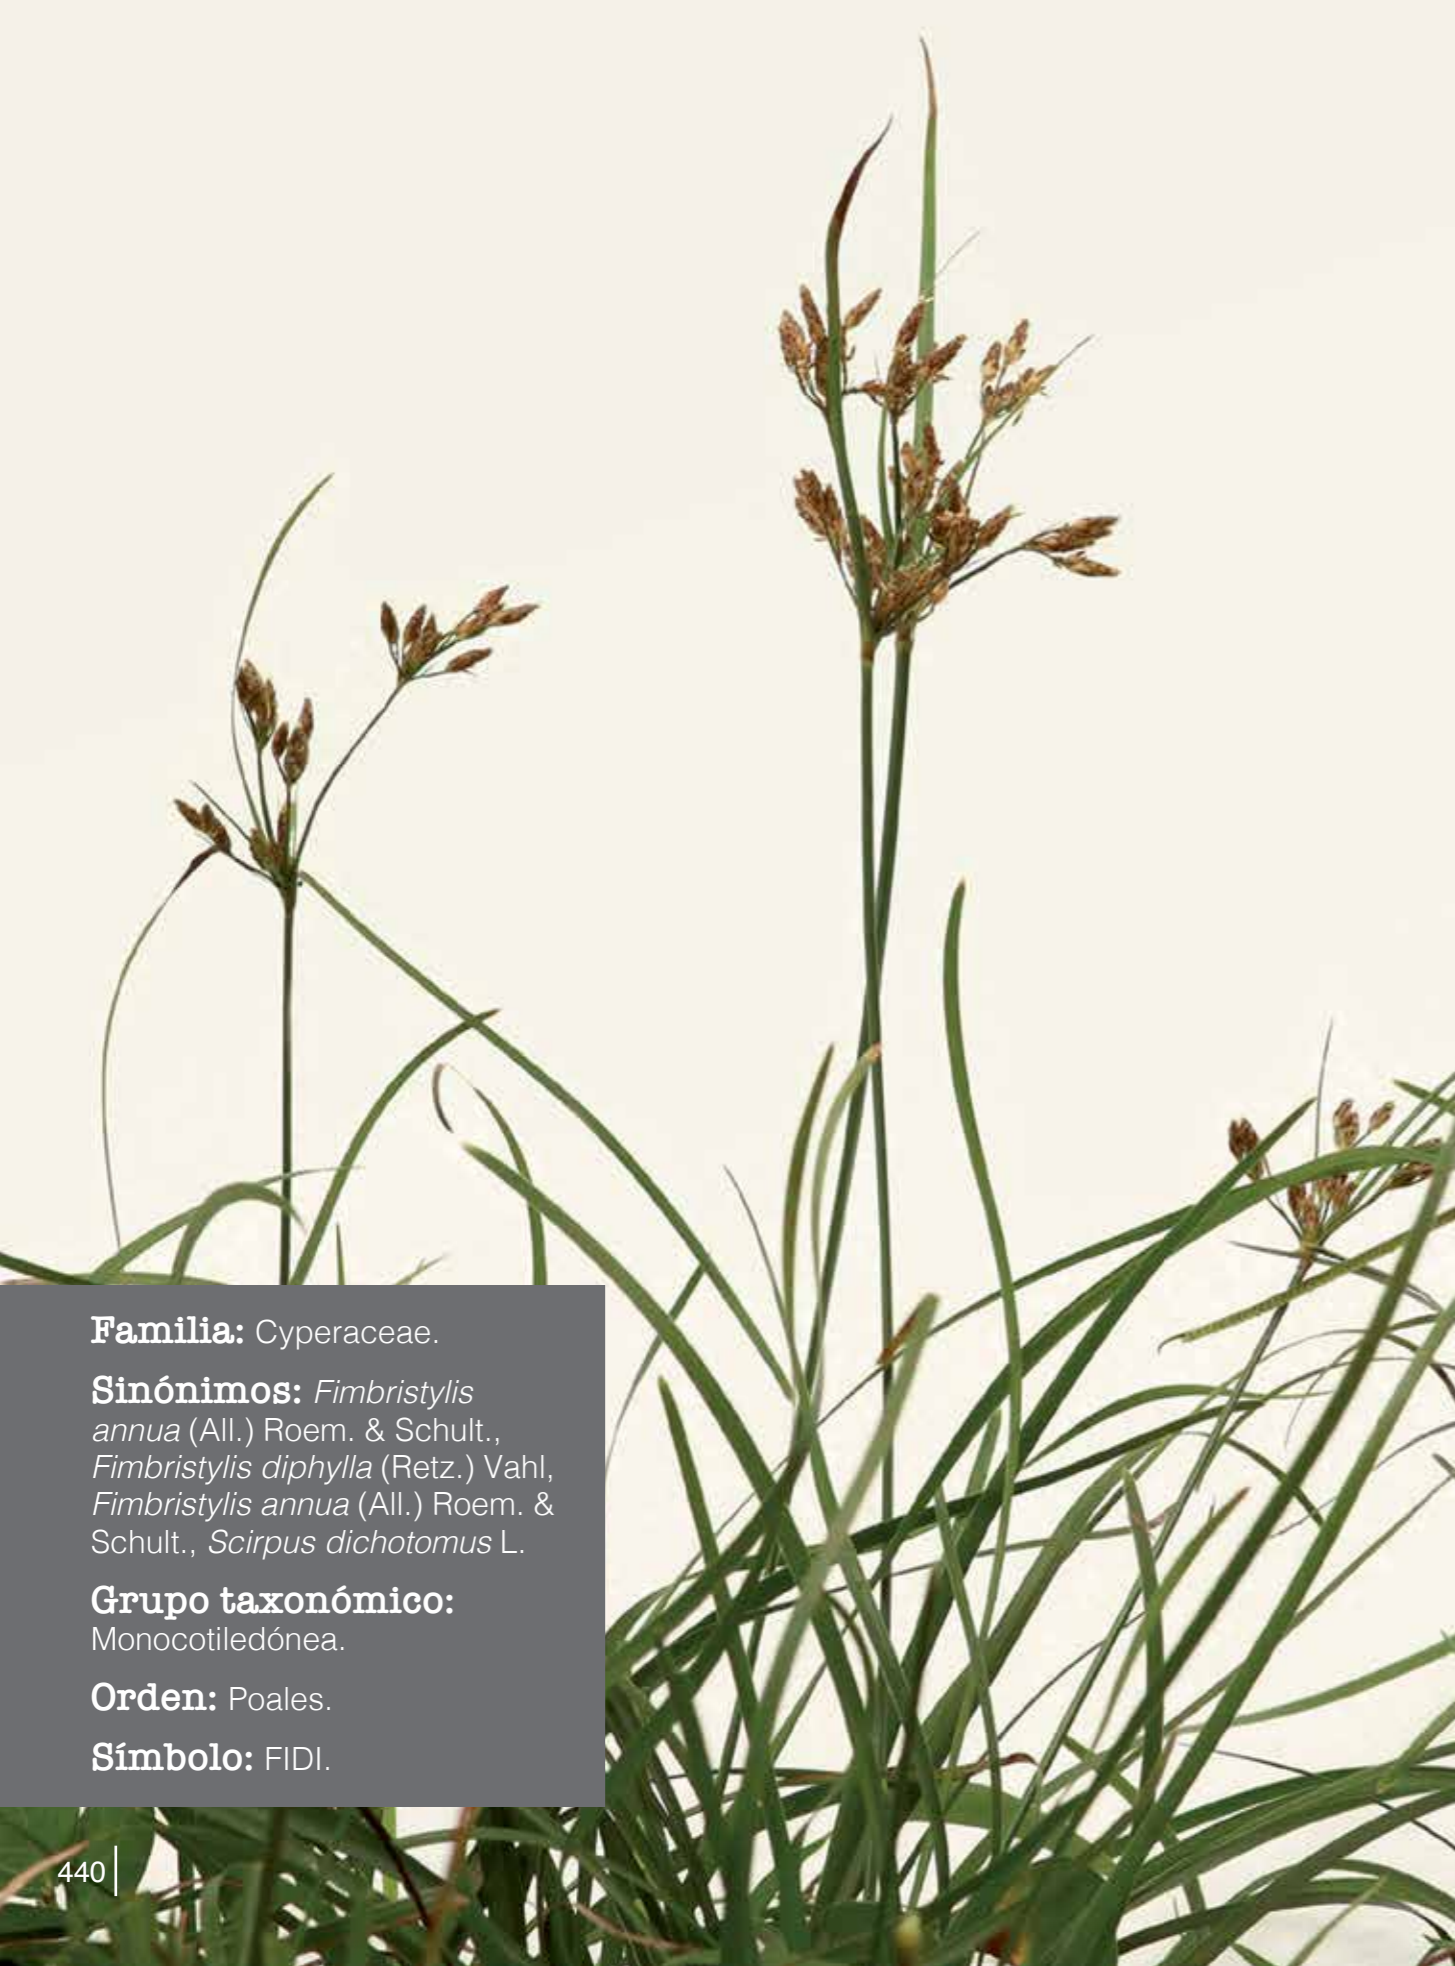 Familia: Cyperaceae.
Sinónimos: Fimbristylis
annua (All.) Roem. & Schult.,
Fimbristylis diphylla (Retz.) Vahl,
Fimbristylis annua (All.) Roem. &
Schult., Scirpus dichotomus L.
Grupo taxonómico:
Monocotiledónea.
Orden: Poales.
Símbolo: FIDI.
440